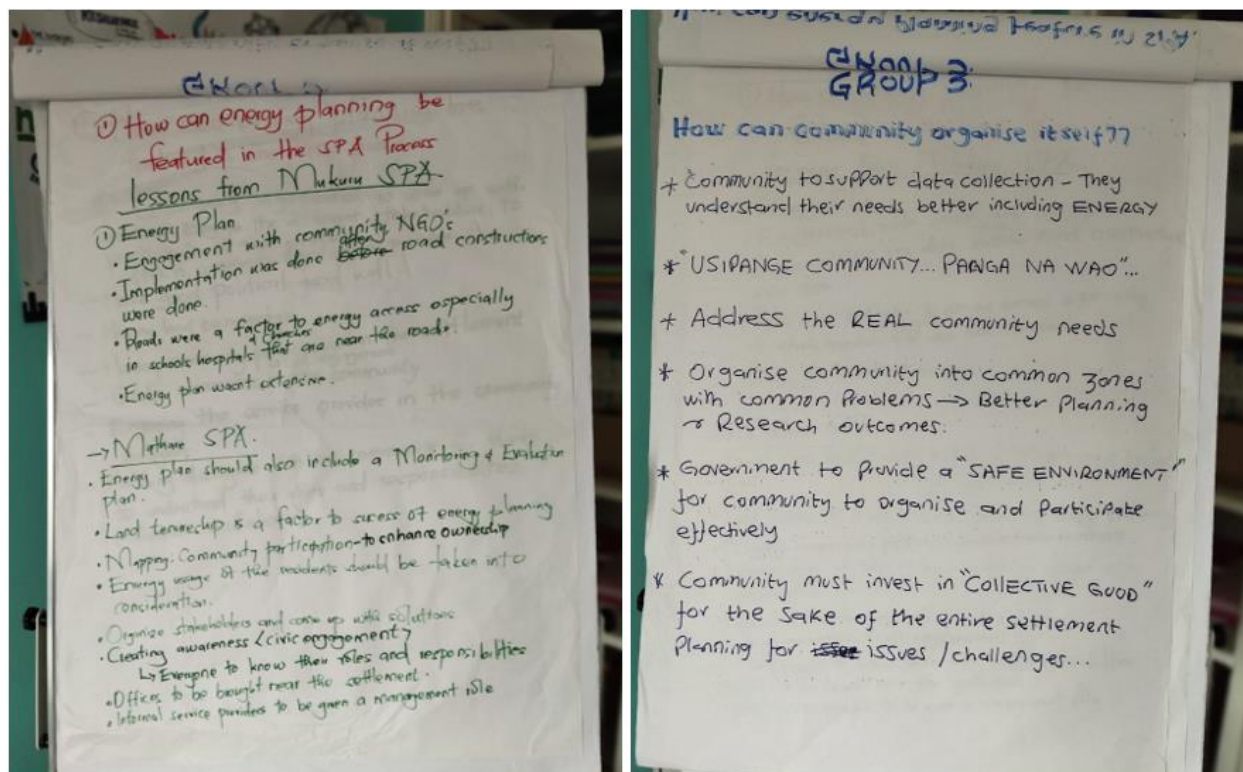 ① How can energy planning be
featured in the SPA Process
lessons from Mukuru SPA
① Energy Plan
• Engagement with community NGO's
• Implementation was done before after road constructions
were done.
• Roads were a factor to energy access especially
in schools hospitals & churches that are near the roads.
• Energy plan wasnt extensive.
→ Mathare SPA.
• Energy plan should also include a Monitoring & Evaluation
plan.
• Land tenureship is a factor to sucess of energy planning
• Mapping: Community participation - to enhance ownership
• Energy usage of the residents should be taken into
consideration.
• Organize stakeholders and come up with solutions
• Creating awareness <civic engagement>
↳ Everyone to know their roles and responsibilities
• Offices to be bought near the settlement.
• Informal service providers to be given a management role
GROUP 3
GROUP 3.
How can community organise itself??
* Community to support data collection - They
understand their needs better including ENERGY
* "USIPANGE COMMUNITY... PANGA NA WAO"...
* Address the REAL community needs
* Organise community into common zones
with common Problems → Better Planning
& Research outcomes.
* Government to Provide a "SAFE ENVIRONMENT"
for community to organise and Participate
effectively
* Community must invest in "COLLECTIVE GOOD"
for the sake of the entire settlement
Planning for issues / challenges...